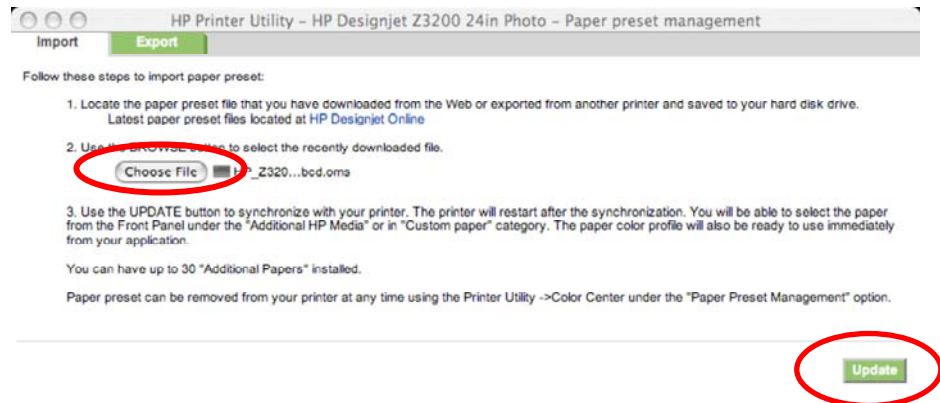 HP Printer Utility – HP Designjet Z3200 24in Photo – Paper preset management
Import
Export
Follow these steps to import paper preset:
1. Locate the paper preset file that you have downloaded from the Web or exported from another printer and saved to your hard disk drive.
Latest paper preset files located at HP Designjet Online
2. Use the BROWSE button to select the recently downloaded file.
Choose File HP_Z320...bcd.oms
3. Use the UPDATE button to synchronize with your printer. The printer will restart after the synchronization. You will be able to select the paper
from the Front Panel under the "Additional HP Media" or in "Custom paper" category. The paper color profile will also be ready to use immediately
from your application.
You can have up to 30 "Additional Papers" installed.
Paper preset can be removed from your printer at any time using the Printer Utility ->Color Center under the "Paper Preset Management" option.
Update